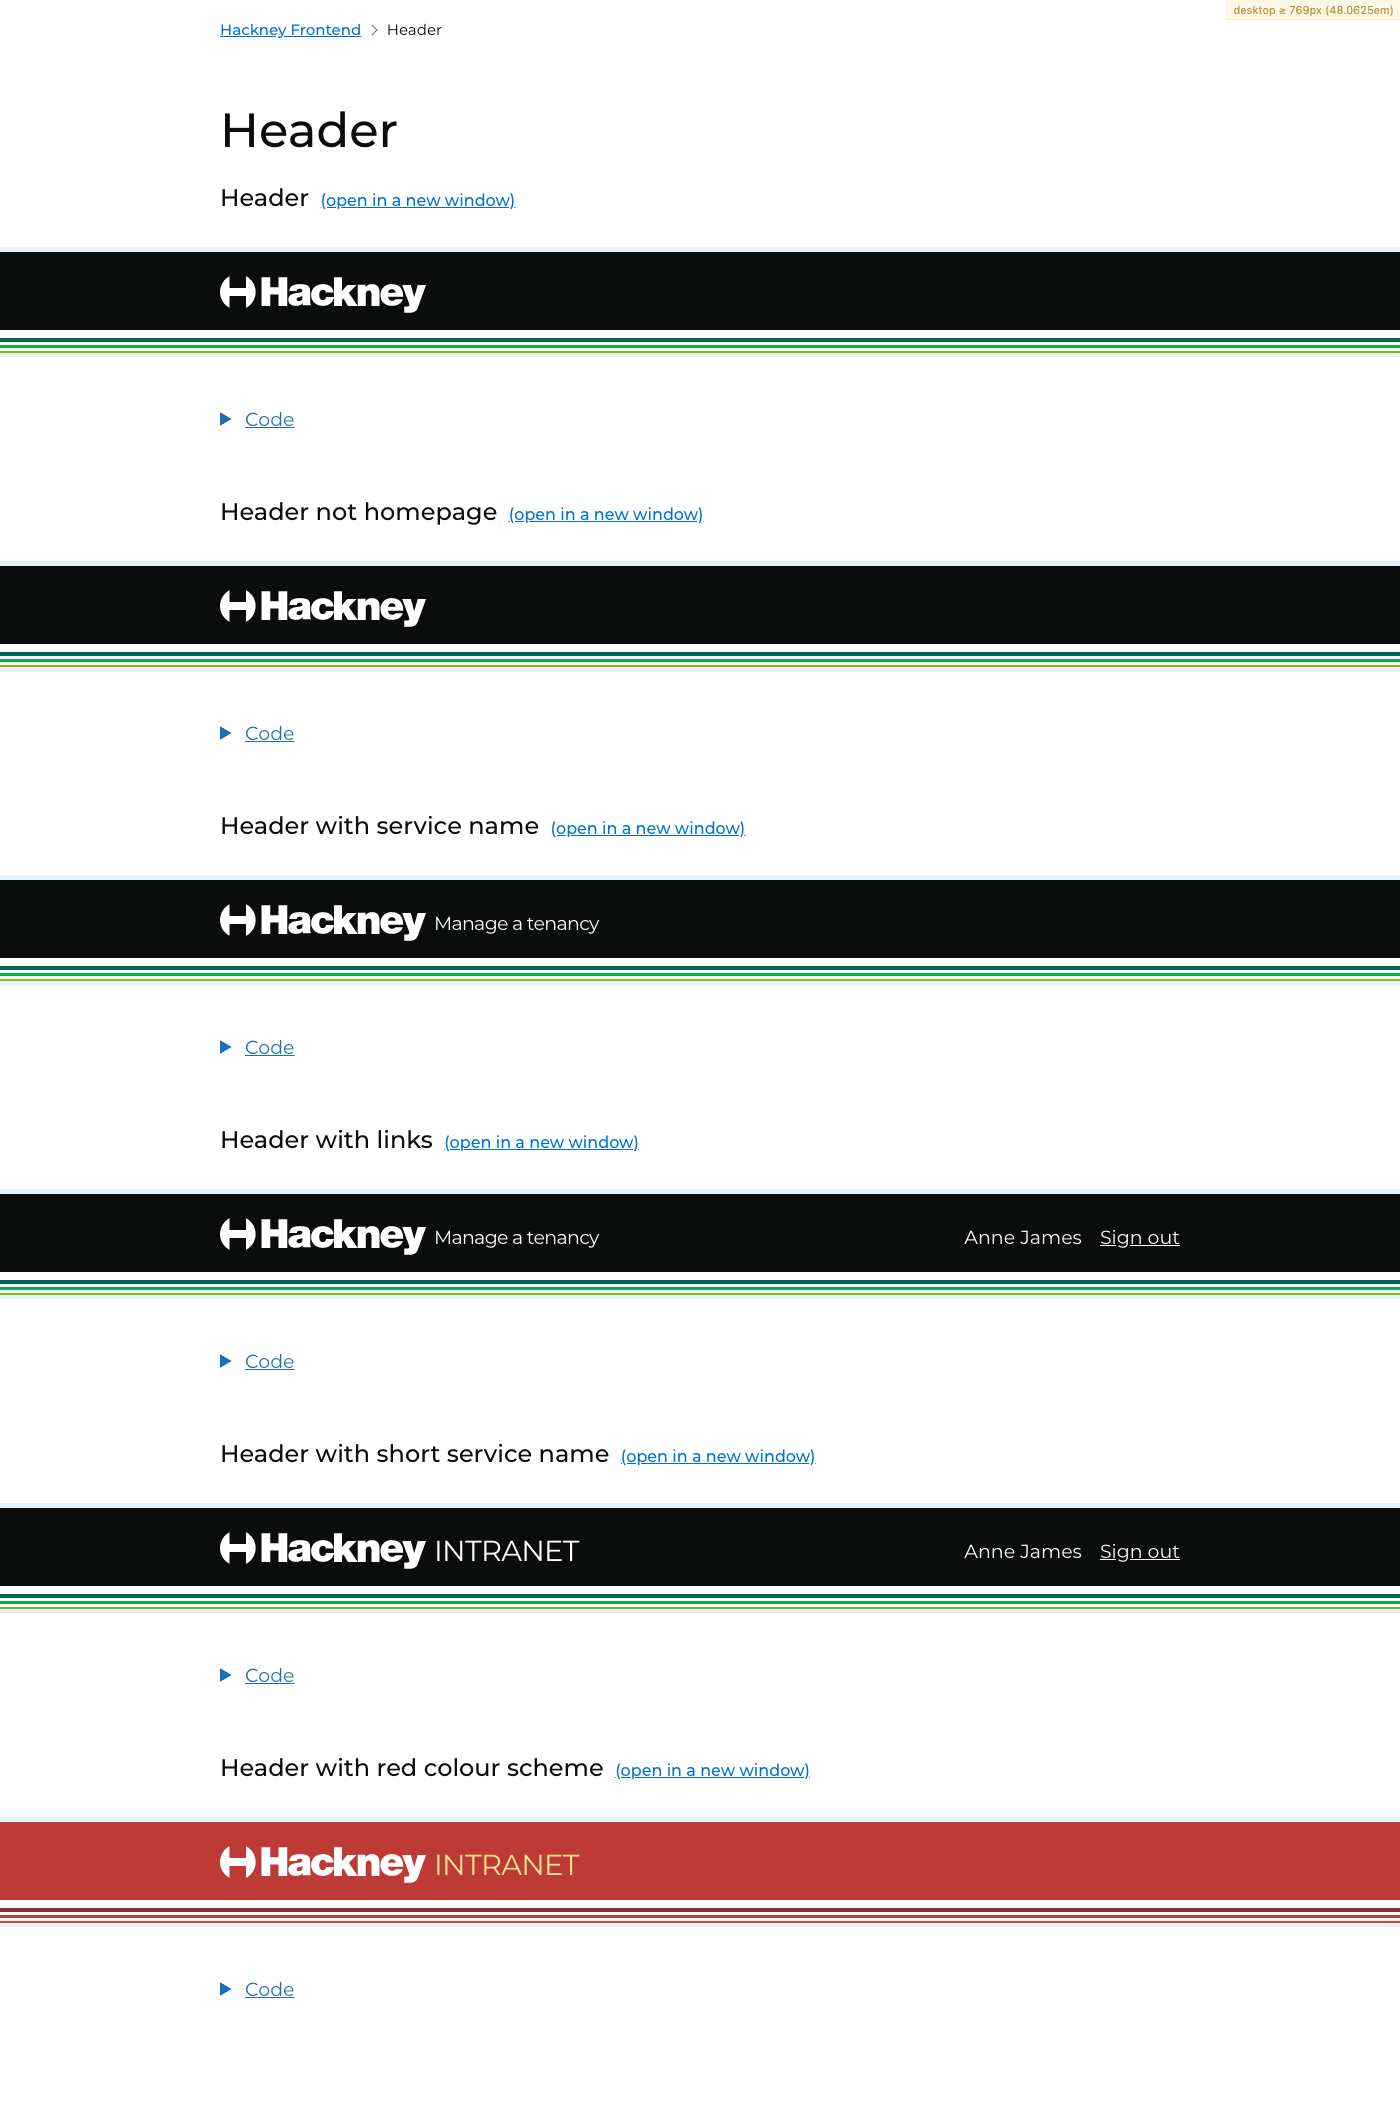 desktop ≥ 769px (48.0625em)
Hackney Frontend > Header
Header
Header (open in a new window)
Hackney
Code
Header not homepage (open in a new window)
Hackney
Code
Header with service name (open in a new window)
Hackney Manage a tenancy
Code
Header with links (open in a new window)
Hackney Manage a tenancy Anne James Sign out
Code
Header with short service name (open in a new window)
Hackney INTRANET Anne James Sign out
Code
Header with red colour scheme (open in a new window)
Hackney INTRANET
Code